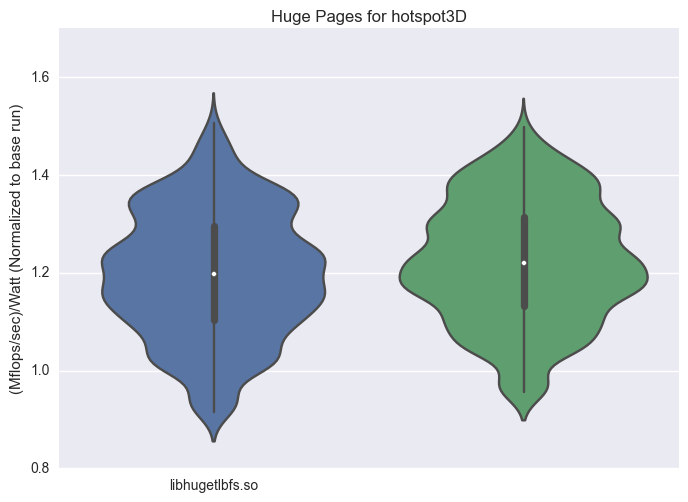 Huge Pages for hotspot3D
(Mflops/sec)/Watt (Normalized to base run)
1.6
1.4
1.2
1.0
0.8
libhugetlbfs.so